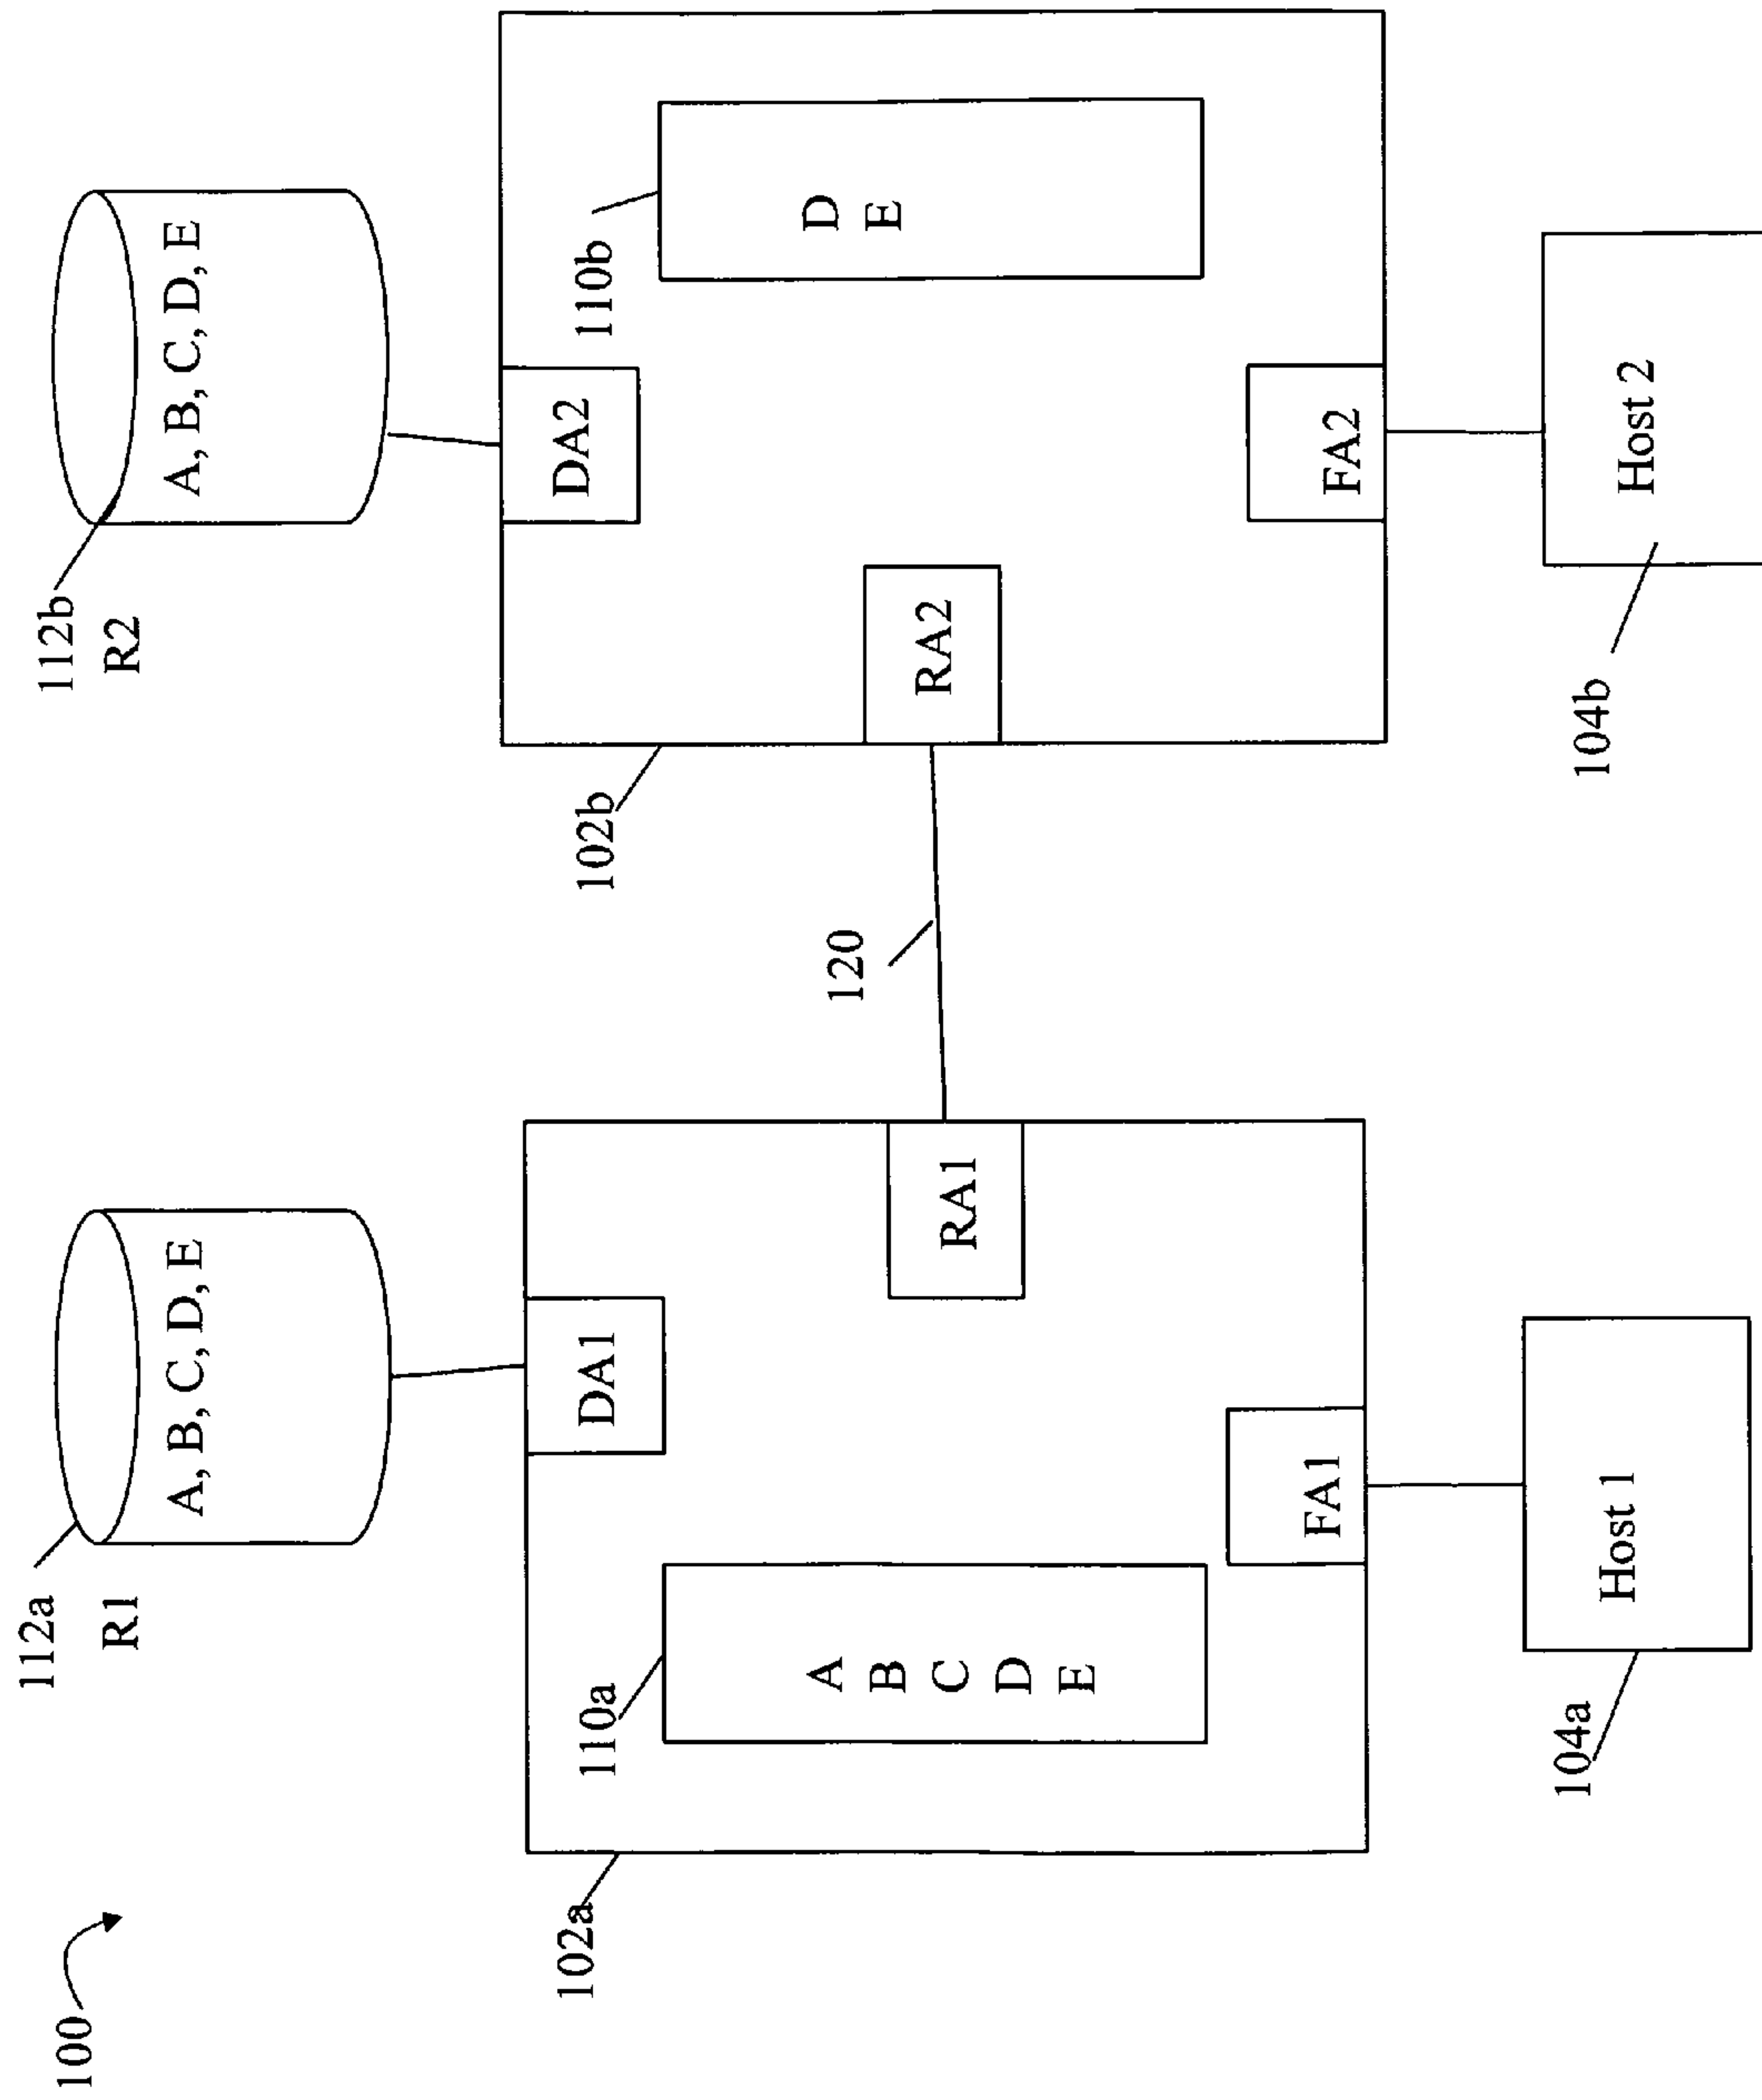 100
112a
R1
A, B, C, D, E
112b
R2
A, B, C, D, E
102a
110a
DA1
A
B
C
D
E
RA1
FA1
120
102b
DA2
110b
RA2
D
E
FA2
104a
Host 1
104b
Host 2